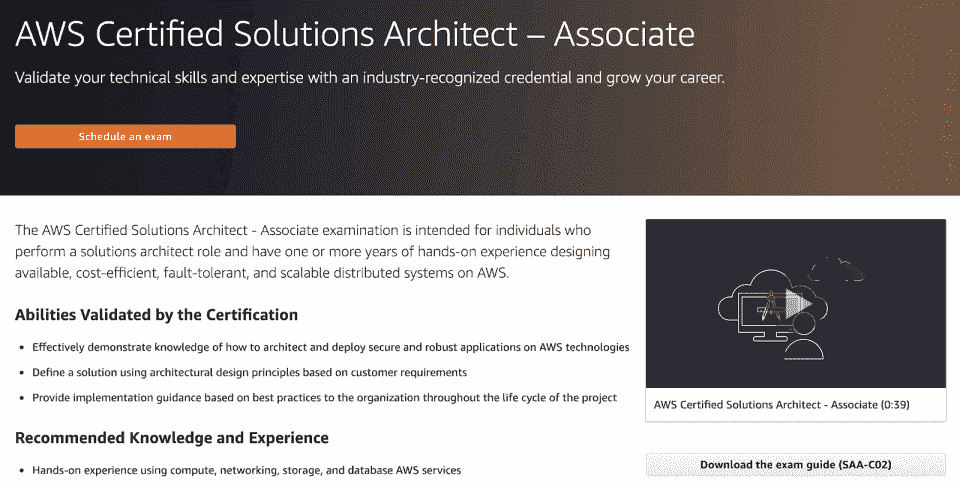 AWS Certified Solutions Architect – Associate
Validate your technical skills and expertise with an industry-recognized credential and grow your career.
Schedule an exam
The AWS Certified Solutions Architect - Associate examination is intended for individuals who
perform a solutions architect role and have one or more years of hands-on experience designing
available, cost-efficient, fault-tolerant, and scalable distributed systems on AWS.
Abilities Validated by the Certification
• Effectively demonstrate knowledge of how to architect and deploy secure and robust applications on AWS technologies
• Define a solution using architectural design principles based on customer requirements
• Provide implementation guidance based on best practices to the organization throughout the life cycle of the project
Recommended Knowledge and Experience
• Hands-on experience using compute, networking, storage, and database AWS services
AWS Certified Solutions Architect - Associate (0:39)
Download the exam guide (SAA-C02)